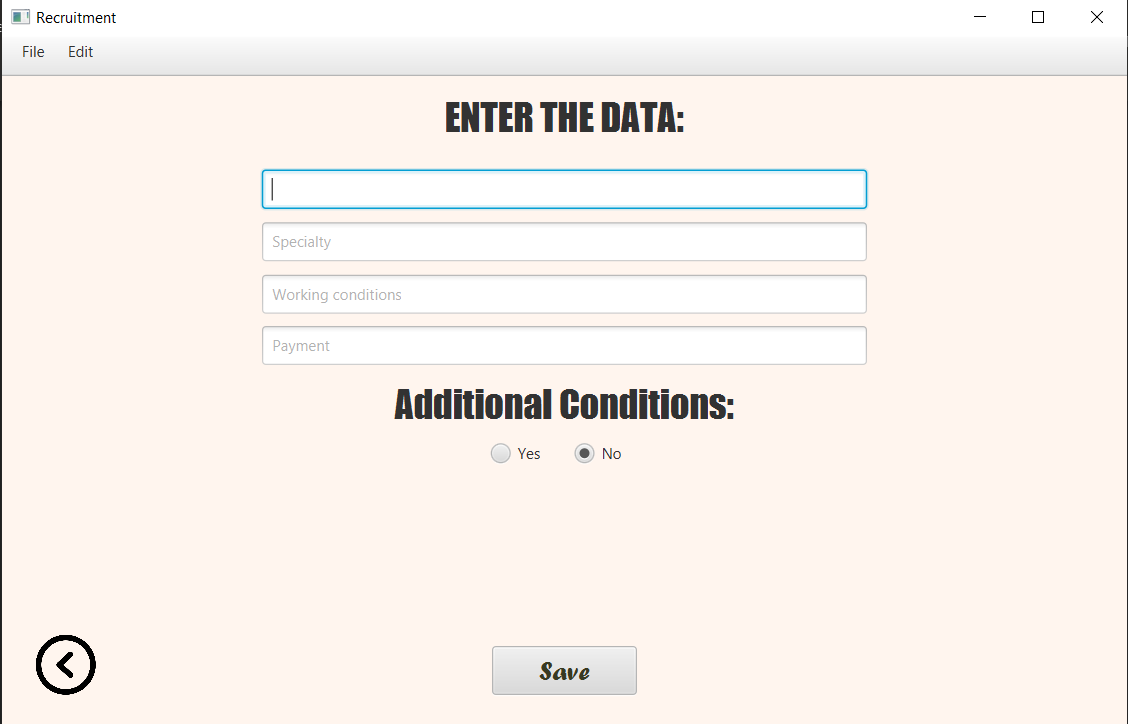 Recruitment
File Edit
ENTER THE DATA:
Specialty
Working conditions
Payment
Additional Conditions:
Yes No
Save